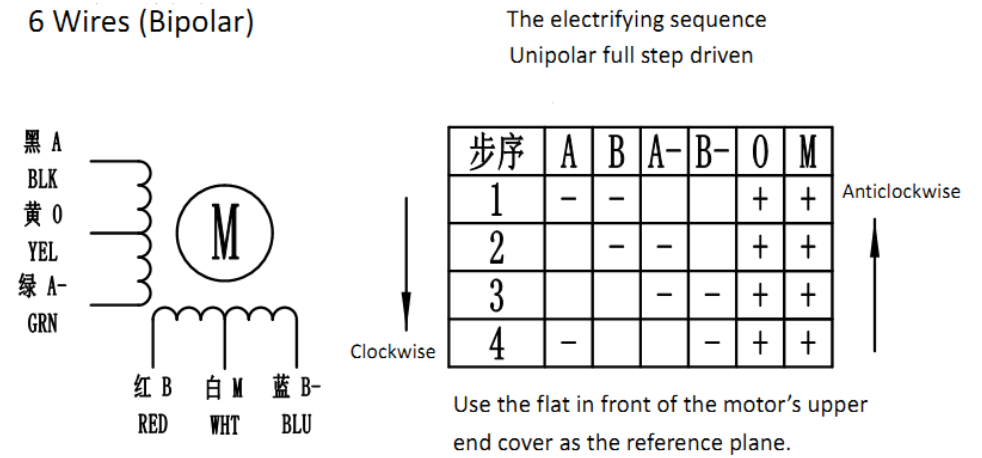 6 Wires (Bipolar)
The electrifying sequence
Unipolar full step driven
黑 A
BLK
黄 O
YEL
绿 A-
GRN
M
红 B
RED
白 M
WHT
蓝 B-
BLU
Clockwise
步序 A B A- B- O M
1 - - + +
2 - - + +
3 - - + +
4 - - + +
Anticlockwise
Use the flat in front of the motor’s upper
end cover as the reference plane.